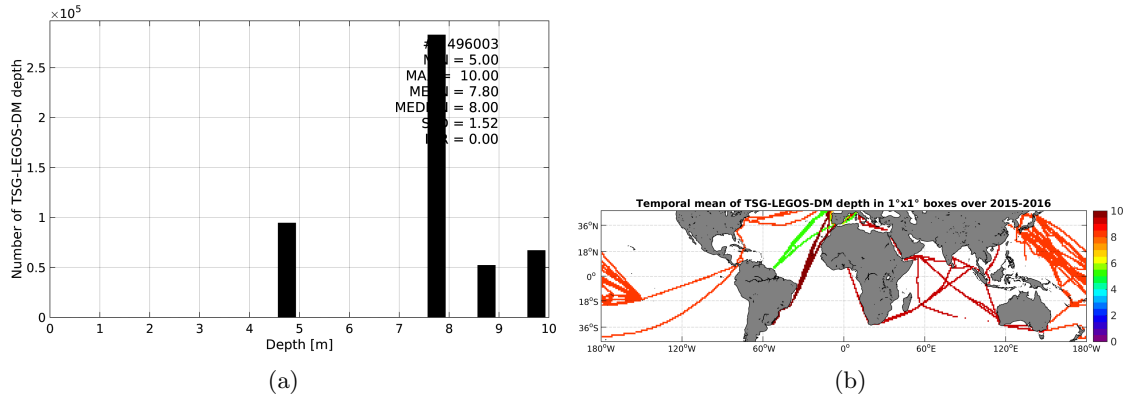 ×10⁵
496003
= 5.00
= 10.00
= 7.80
= 8.00
= 1.52
= 0.00
2.5
2
1.5
1
0.5
0
Number of TSG-LEGOS-DM depth
0 1 2 3 4 5 6 7 8 9 10
Depth [m]
(a)
Temporal mean of TSG-LEGOS-DM depth in 1°x1° boxes over 2015-2016
36°N
18°N
0°
18°S
36°S
180°W 120°W 60°W 0° 60°E 120°E 180°W
10
8
6
4
2
0
(b)